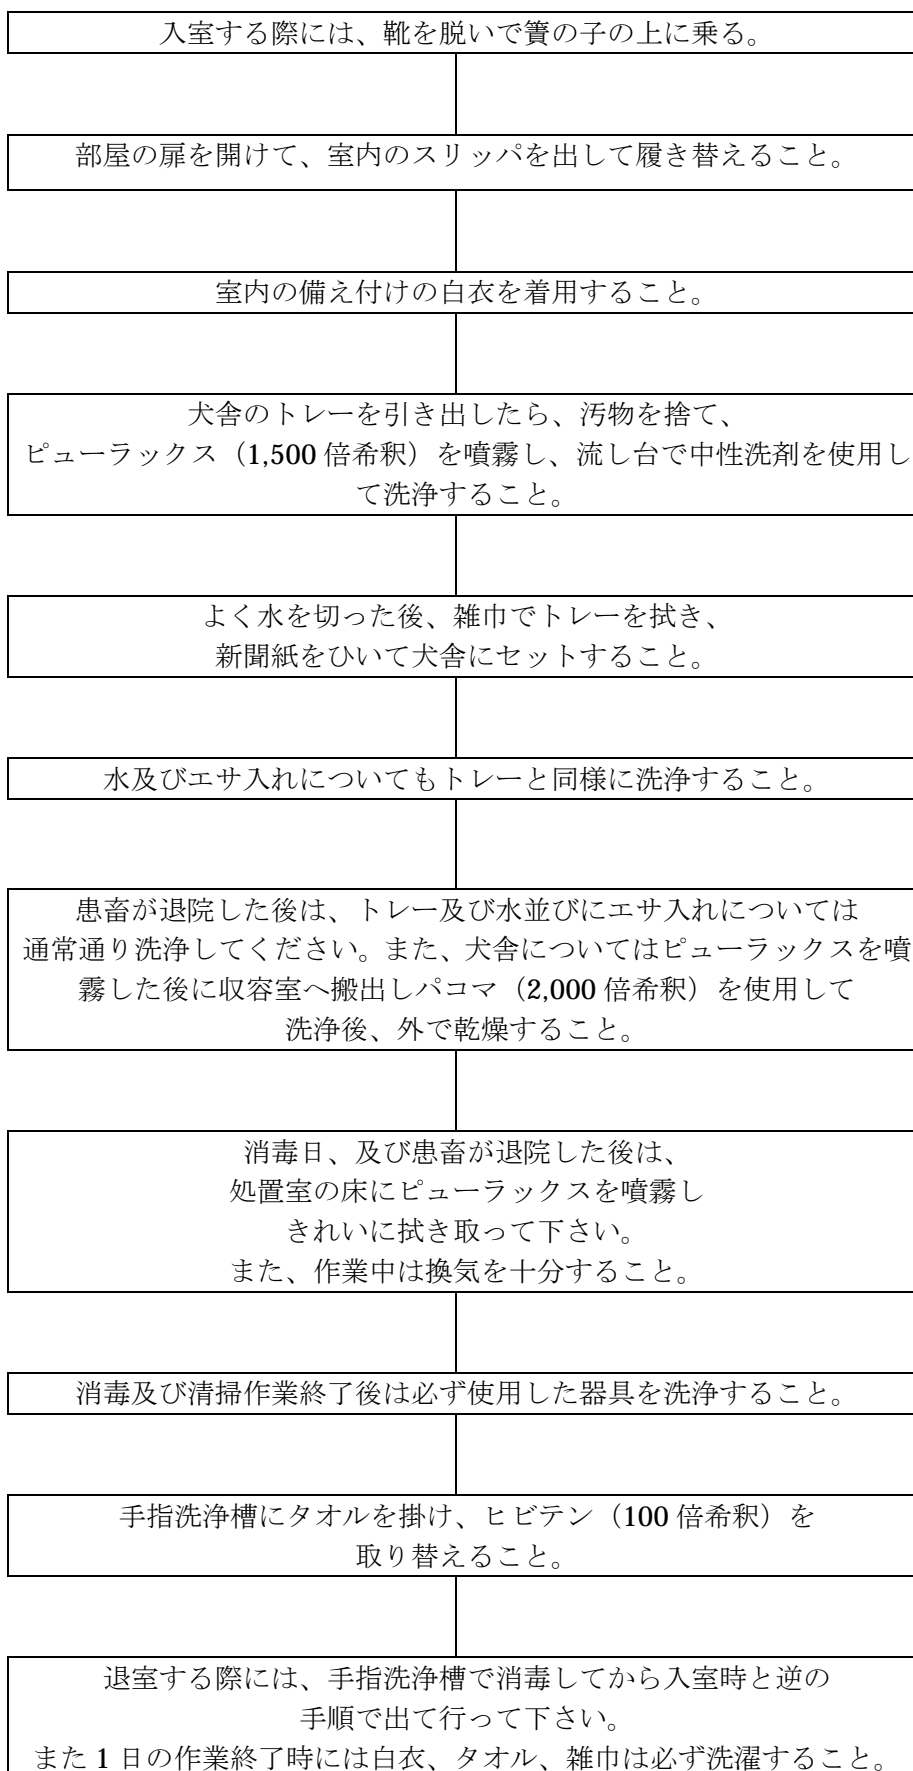 入室する際には、靴を脱いで簀の子の上に乗る。
部屋の扉を開けて、室内のスリッパを出して履き替えること。
室内の備え付けの白衣を着用すること。
犬舎のトレーを引き出したら、汚物を捨て、
ピューラックス（1,500 倍希釈）を噴霧し、流し台で中性洗剤を使用し
て洗浄すること。
よく水を切った後、雑巾でトレーを拭き、
新聞紙をひいて犬舎にセットすること。
水及びエサ入れについてもトレーと同様に洗浄すること。
患畜が退院した後は、トレー及び水並びにエサ入れについては
通常通り洗浄してください。また、犬舎についてはピューラックスを噴
霧した後に収容室へ搬出しパコマ（2,000 倍希釈）を使用して
洗浄後、外で乾燥すること。
消毒日、及び患畜が退院した後は、
処置室の床にピューラックスを噴霧し
きれいに拭き取って下さい。
また、作業中は換気を十分すること。
消毒及び清掃作業終了後は必ず使用した器具を洗浄すること。
手指洗浄槽にタオルを掛け、ヒビテン（100 倍希釈）を
取り替えること。
退室する際には、手指洗浄槽で消毒してから入室時と逆の
手順で出て行って下さい。
また 1 日の作業終了時には白衣、タオル、雑巾は必ず洗濯すること。